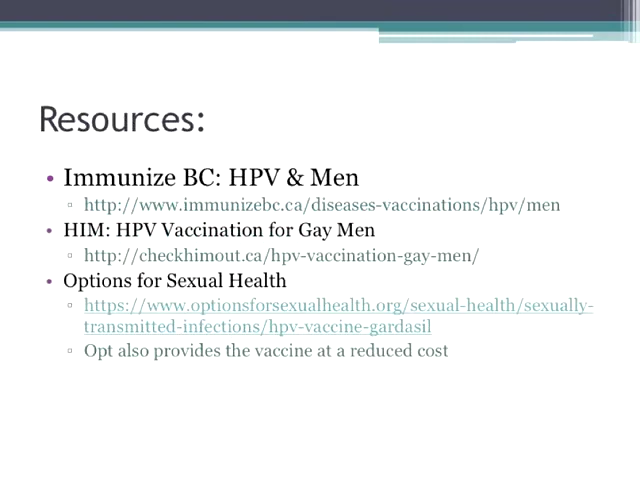 Resources:
• Immunize BC: HPV & Men
▫ http://www.immunizebc.ca/diseases-vaccinations/hpv/men
• HIM: HPV Vaccination for Gay Men
▫ http://checkhimout.ca/hpv-vaccination-gay-men/
• Options for Sexual Health
▫ https://www.optionsforsexualhealth.org/sexual-health/sexually-
transmitted-infections/hpv-vaccine-gardasil
▫ Opt also provides the vaccine at a reduced cost